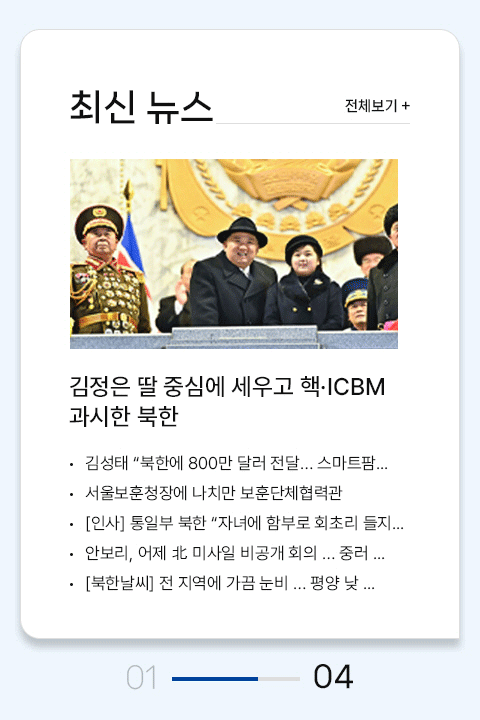 최신 뉴스
전체보기 +
김정은 딸 중심에 세우고 핵·ICBM
과시한 북한
• 김성태 “북한에 800만 달러 전달... 스마트팜...
• 서울보훈청장에 나치만 보훈단체협력관
• [인사] 통일부 북한 “자녀에 함부로 회초리 들지...
• 안보리, 어제 北 미사일 비공개 회의 ... 중러 ...
• [북한날씨] 전 지역에 가끔 눈비 ... 평양 낮 ...
01
04